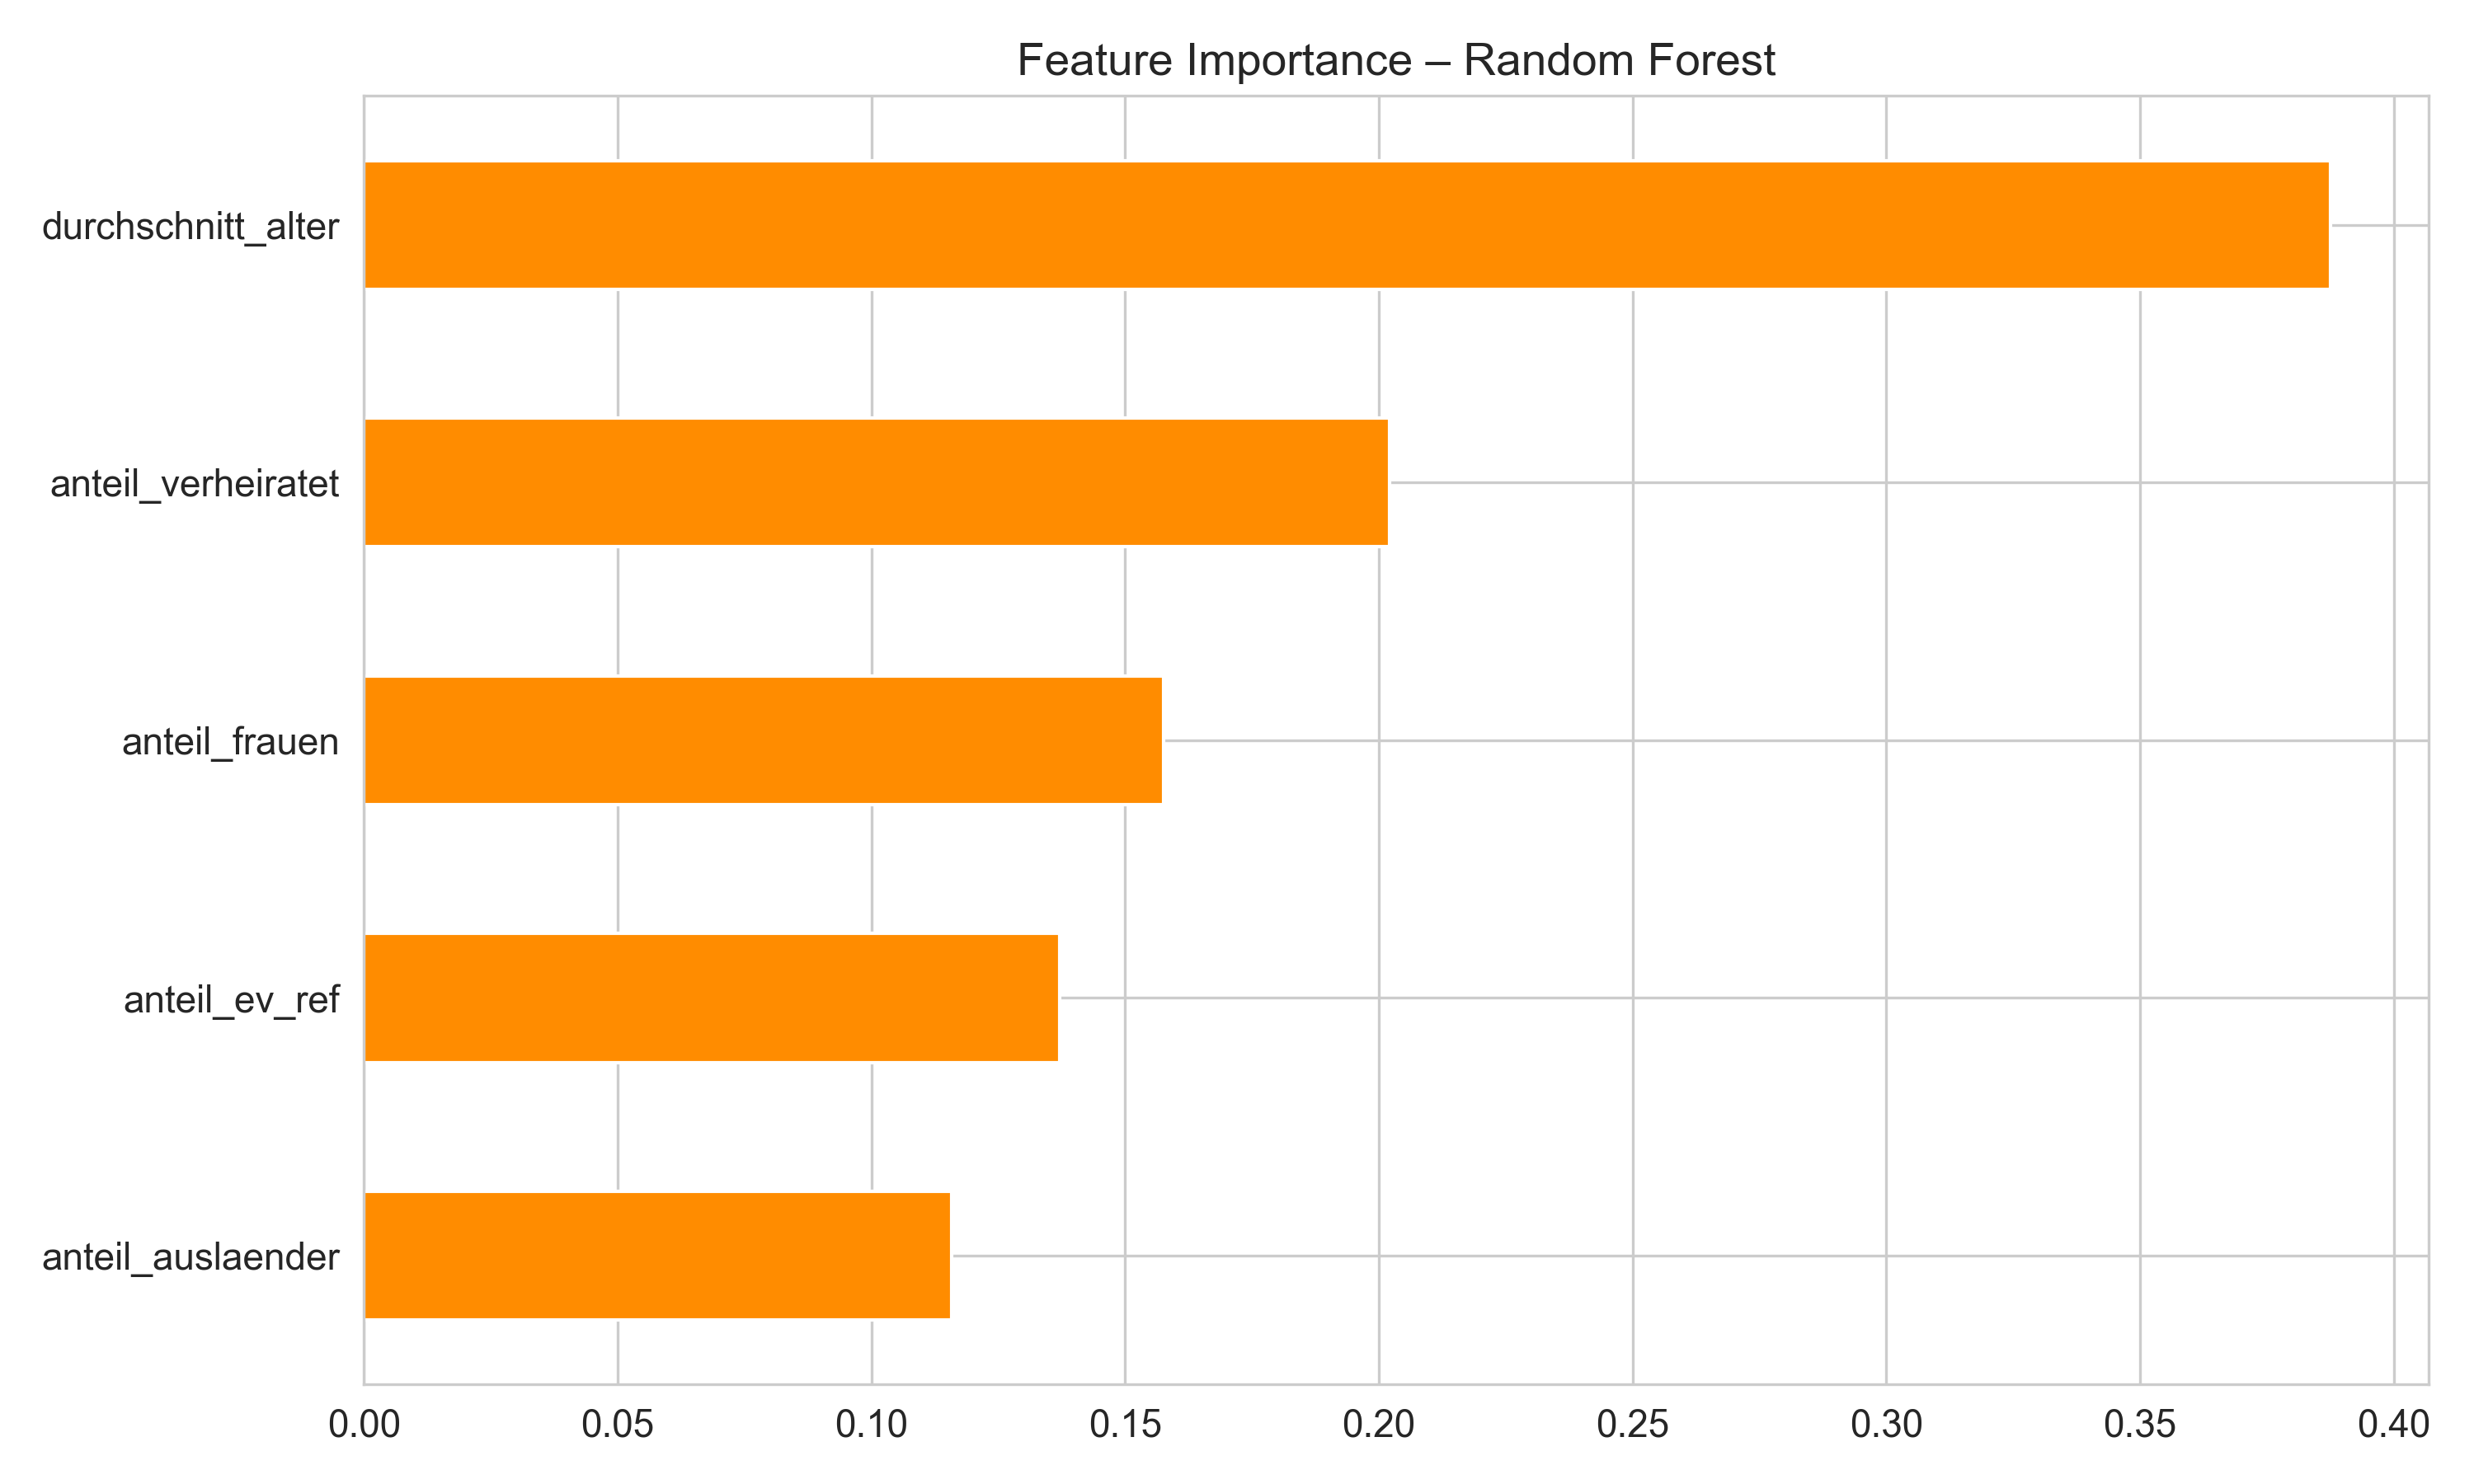 Feature Importance – Random Forest
durchschnitt_alter
anteil_verheiratet
anteil_frauen
anteil_ev_ref
anteil_auslaender
0.00 0.05 0.10 0.15 0.20 0.25 0.30 0.35 0.40